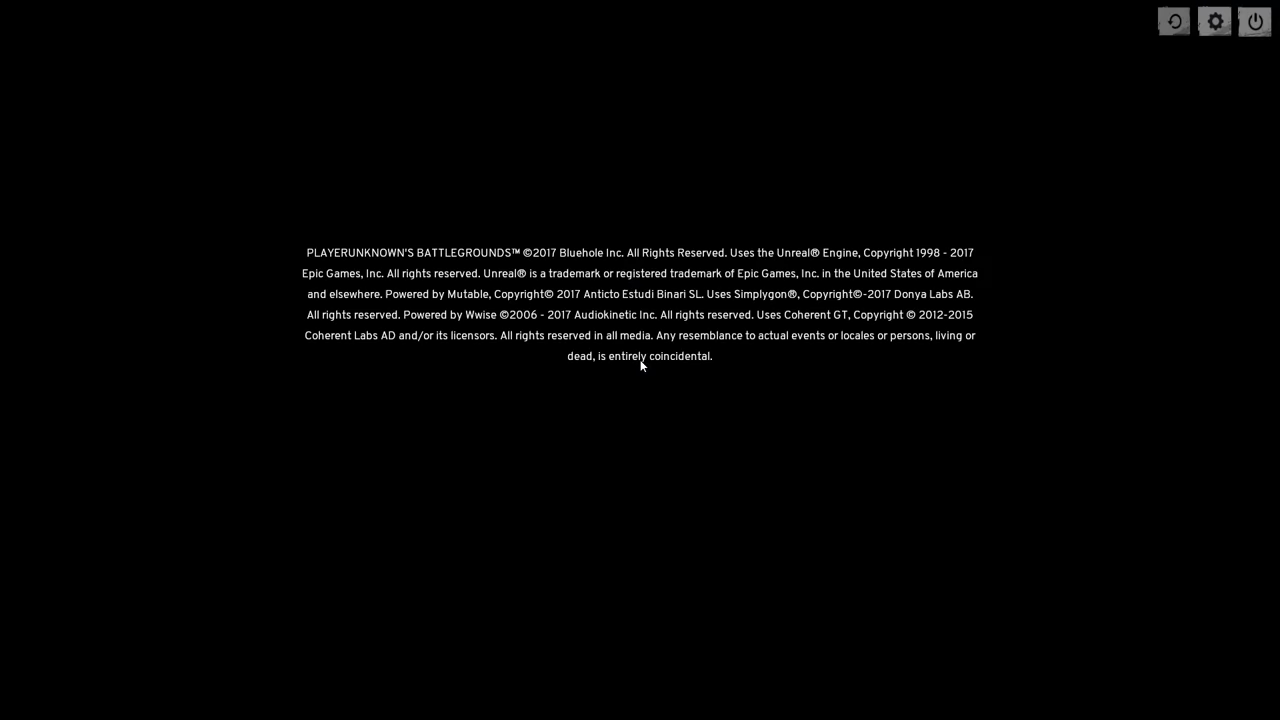 PLAYERUNKNOWN'S BATTLEGROUNDS™ ©2017 Bluehole Inc. All Rights Reserved. Uses the Unreal® Engine, Copyright 1998 - 2017
Epic Games, Inc. All rights reserved. Unreal® is a trademark or registered trademark of Epic Games, Inc. in the United States of America
and elsewhere. Powered by Mutable, Copyright© 2017 Anticto Estudi Binari SL. Uses Simplygon®, Copyright©-2017 Donya Labs AB.
All rights reserved. Powered by Wwise ©2006 - 2017 Audiokinetic Inc. All rights reserved. Uses Coherent GT, Copyright © 2012-2015
Coherent Labs AD and/or its licensors. All rights reserved in all media. Any resemblance to actual events or locales or persons, living or
dead, is entirely coincidental.